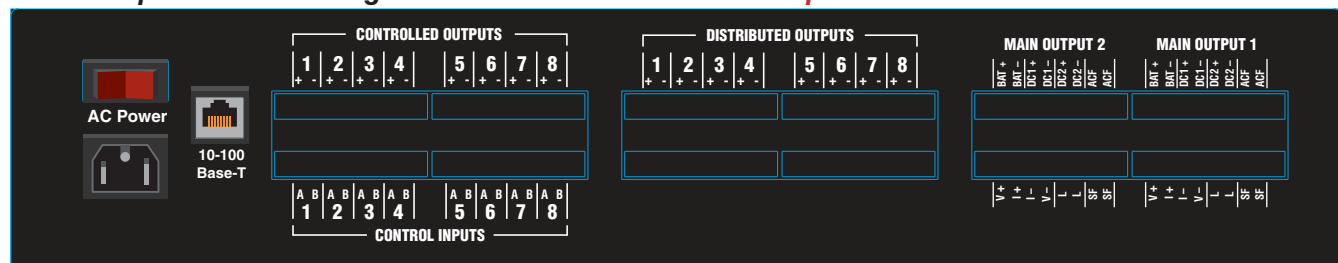 CONTROLLED OUTPUTS
1 2 3 4 5 6 7 8
+ - + - + - + - + - + - + - + -
DISTRIBUTED OUTPUTS
1 2 3 4 5 6 7 8
+ - + - + - + - + - + - + - + -
MAIN OUTPUT 2
BAT + BAT - DC1 + DC1 - DC2 + DC2 - ACF ACF
MAIN OUTPUT 1
BAT + BAT - DC1 + DC1 - DC2 + DC2 - ACF ACF
AC Power
10-100
Base-T
A B A B A B A B A B A B A B A B
1 2 3 4 5 6 7 8
CONTROL INPUTS
V + I + I - V - L L SF SF
V + I + I - V - L L SF SF